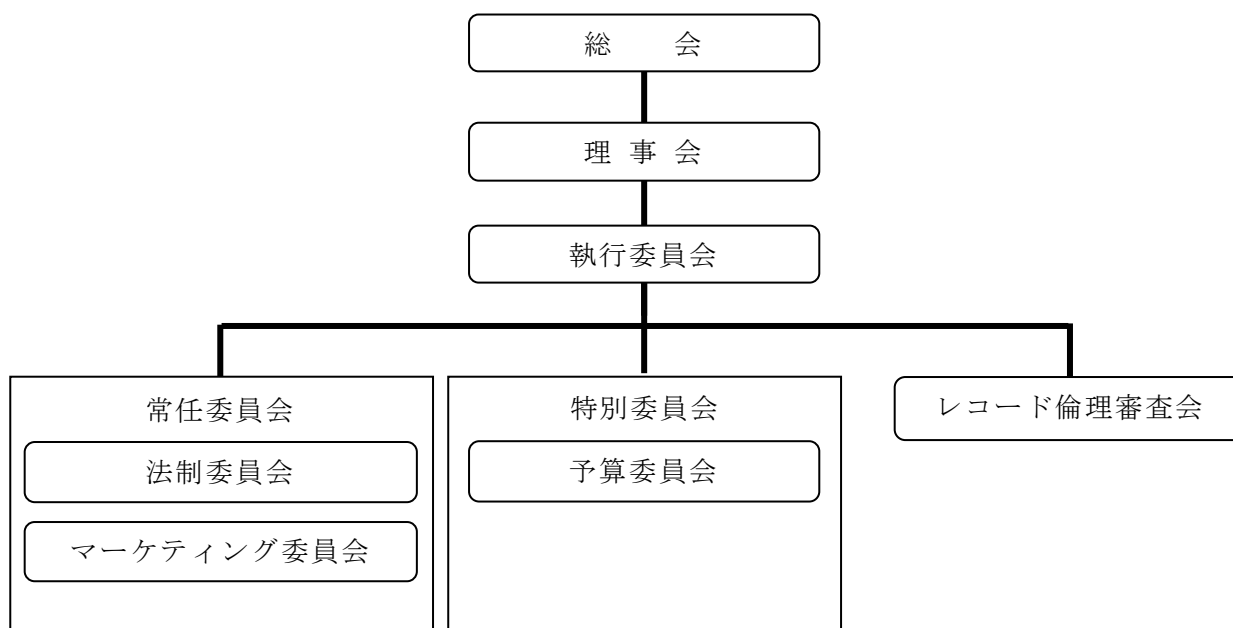 総　　会
理 事 会
執行委員会
常任委員会
法制委員会
マーケティング委員会
特別委員会
予算委員会
レコード倫理審査会